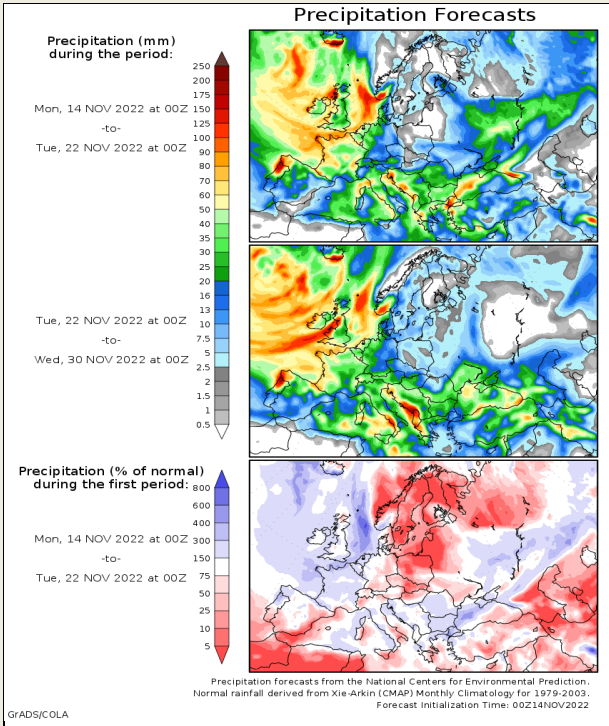 Precipitation Forecasts
Precipitation (mm)
during the period:
Mon, 14 NOV 2022 at 00Z
-to-
Tue, 22 NOV 2022 at 00Z
250
200
175
150
125
100
90
80
70
60
50
40
35
30
25
20
16
13
10
7.5
5
2.5
2
1.5
1
0.5
Tue, 22 NOV 2022 at 00Z
-to-
Wed, 30 NOV 2022 at 00Z
Precipitation (% of normal)
during the first period:
Mon, 14 NOV 2022 at 00Z
-to-
Tue, 22 NOV 2022 at 00Z
800
600
400
300
150
75
50
25
10
5
Precipitation forecasts from the National Centers for Environmental Prediction.
Normal rainfall derived from Xie-Arkin (CMAP) Monthly Climatology for 1979-2003.
Forecast Initialization Time: 00Z14NOV2022
GrADS/COLA